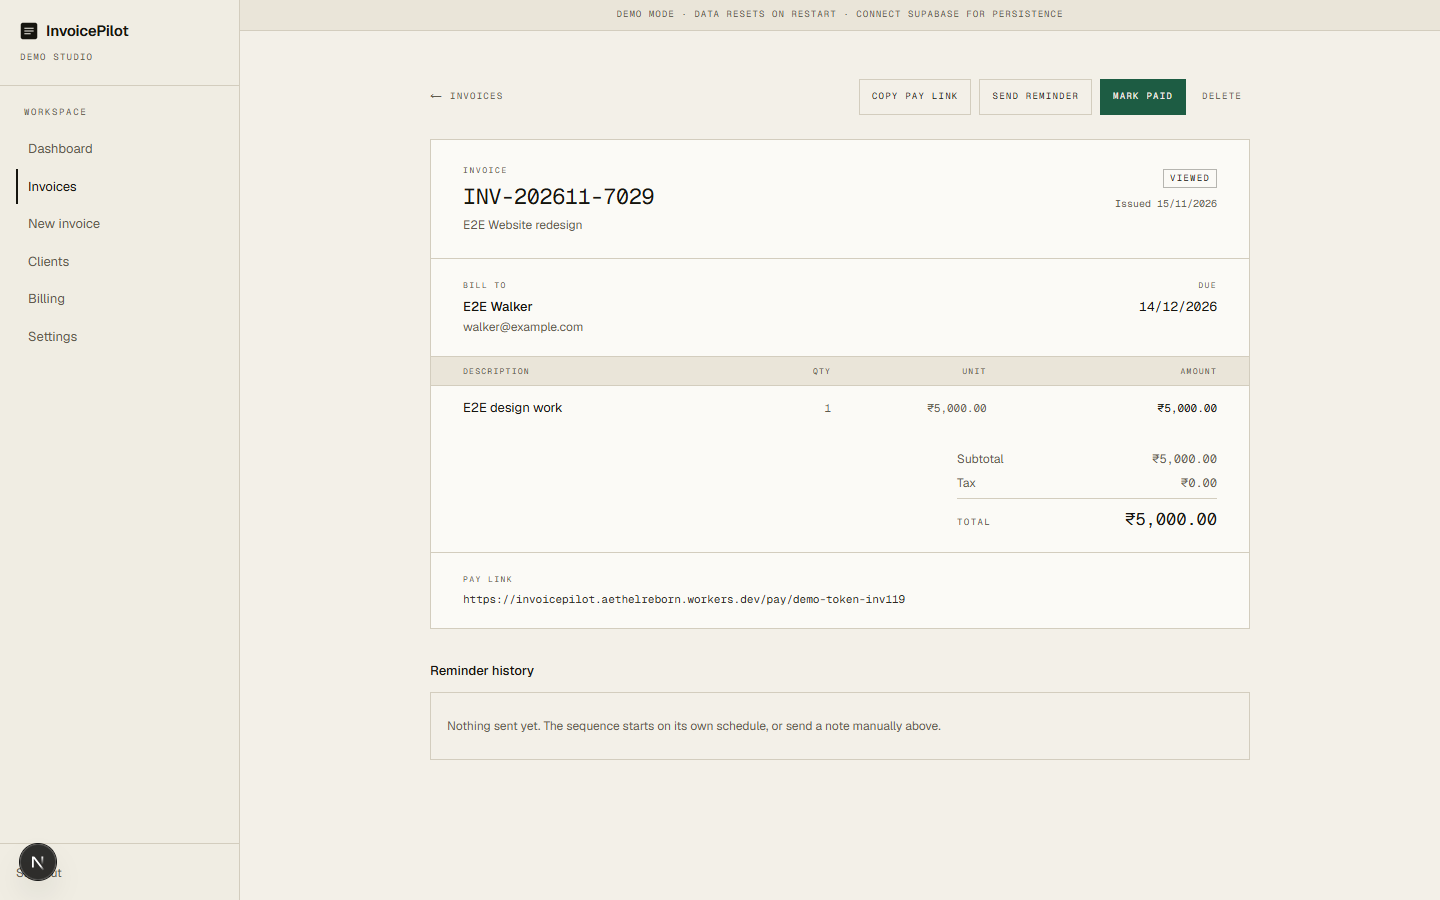 InvoicePilot
DEMO STUDIO
WORKSPACE
Dashboard
Invoices
New invoice
Clients
Billing
Settings
N
DEMO MODE · DATA RESETS ON RESTART · CONNECT SUPABASE FOR PERSISTENCE
← INVOICES
COPY PAY LINK
SEND REMINDER
MARK PAID
DELETE
INVOICE
INV-202611-7029
E2E Website redesign
VIEWED
Issued 15/11/2026
BILL TO
E2E Walker
walker@example.com
DUE
14/12/2026
DESCRIPTION QTY UNIT AMOUNT
E2E design work 1 ₹5,000.00 ₹5,000.00
Subtotal ₹5,000.00
Tax ₹0.00
TOTAL ₹5,000.00
PAY LINK
https://invoicepilot.aethelreborn.workers.dev/pay/demo-token-inv119
Reminder history
Nothing sent yet. The sequence starts on its own schedule, or send a note manually above.